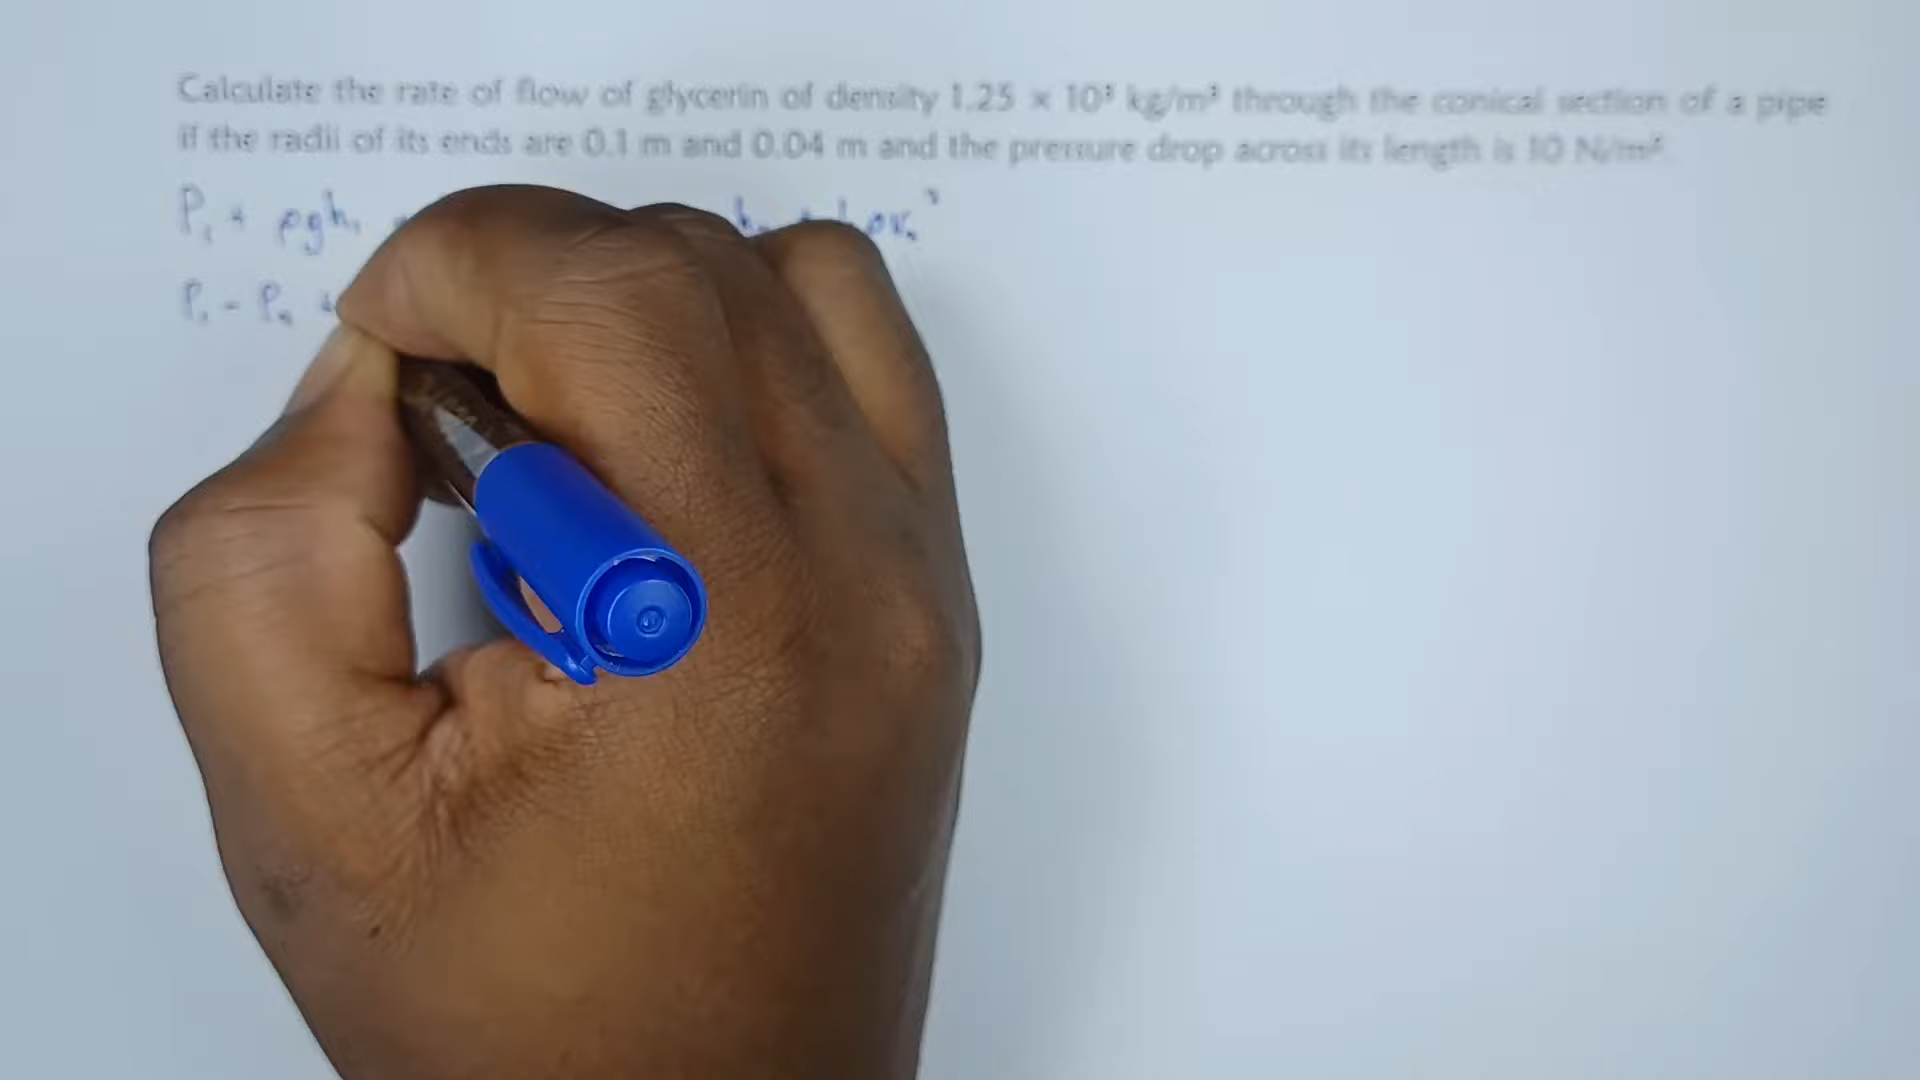 Calculate the rate of flow of glycerin of density 1.25 × 10³ kg/m³ through the conical section of a pipe
if the radii of its ends are 0.1 m and 0.04 m and the pressure drop across its length is 10 N/m².
P₁ + ρgh₁ h₂ + ρv₂²
P₁ - P₂ +